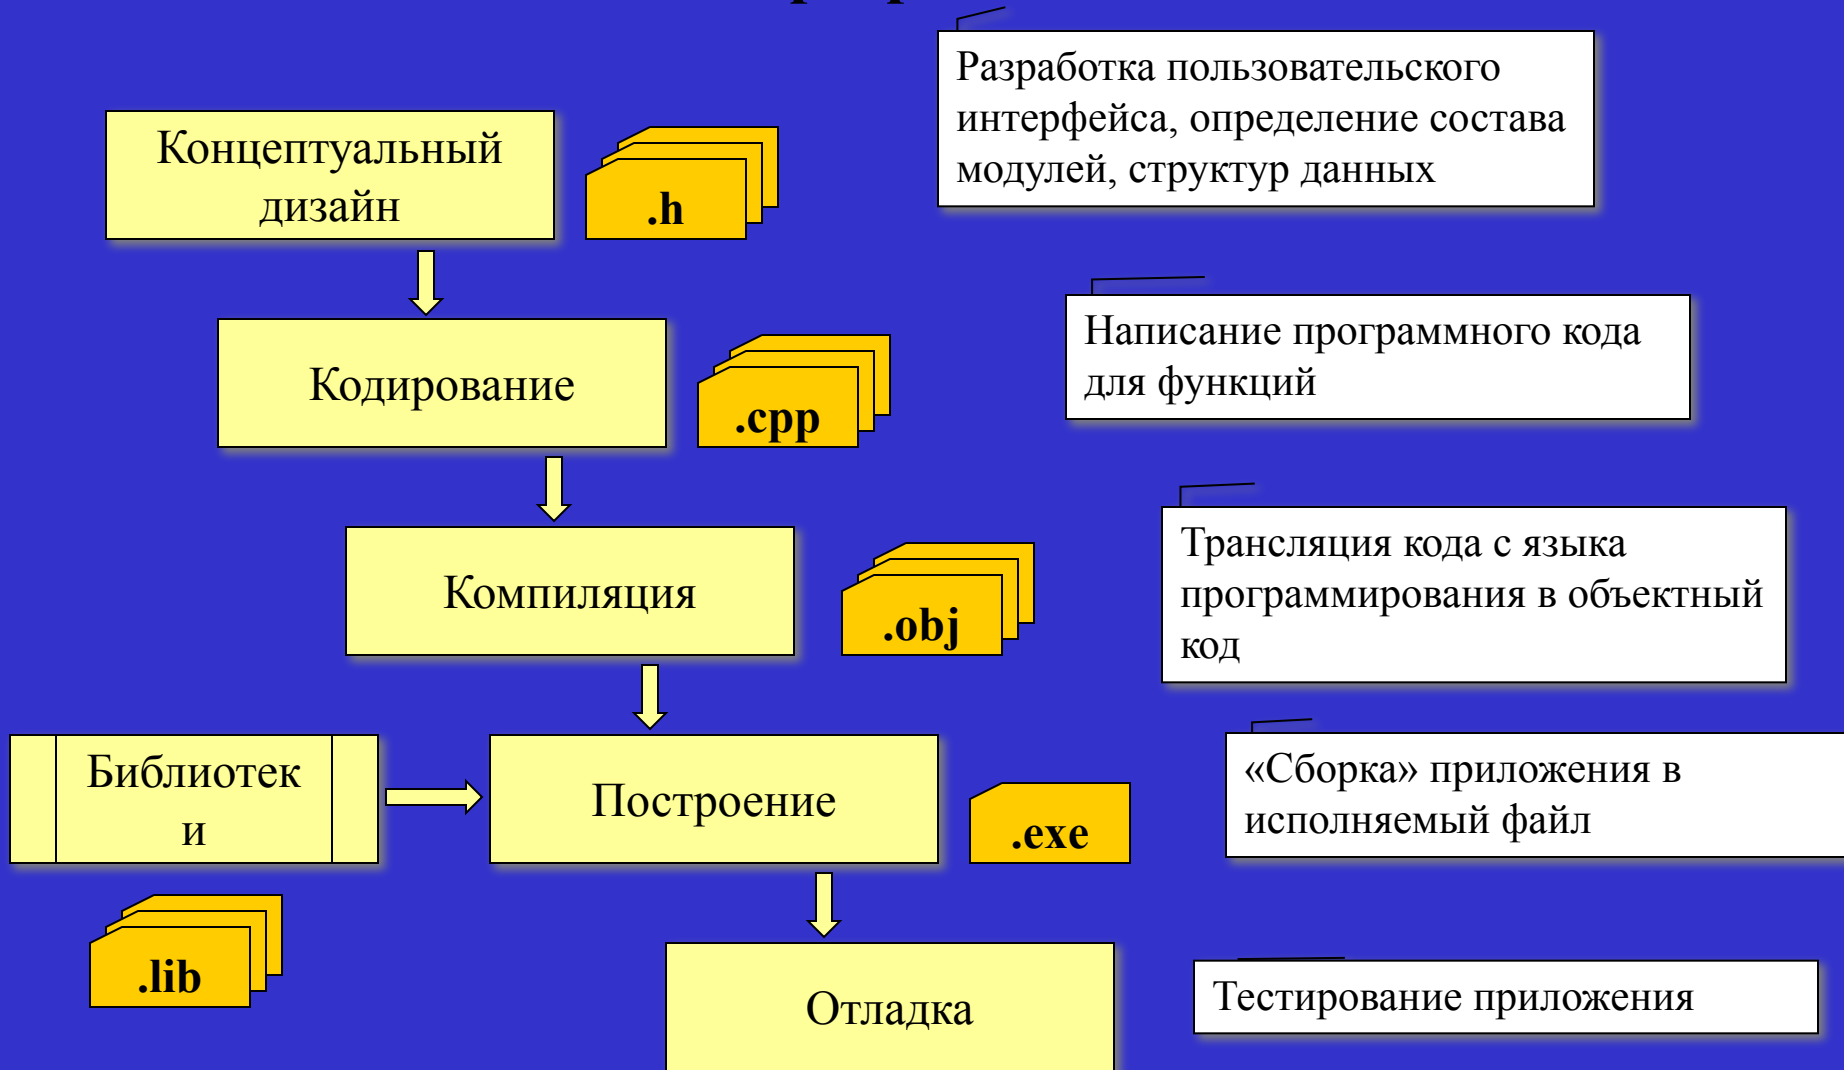 Разработка пользовательского
интерфейса, определение состава
модулей, структур данных
Концептуальный
дизайн
.h
Написание программного кода
для функций
Кодирование
.cpp
Трансляция кода с языка
программирования в объектный
код
Компиляция
.obj
«Сборка» приложения в
исполняемый файл
Библиотек
и
Построение
.exe
.lib
Отладка
Тестирование приложения